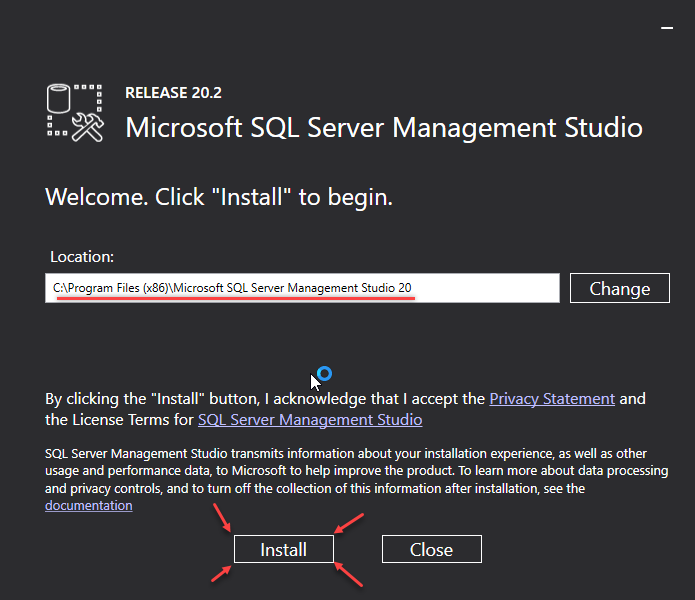 RELEASE 20.2
Microsoft SQL Server Management Studio
Welcome. Click "Install" to begin.
Location:
C:\Program Files (x86)\Microsoft SQL Server Management Studio 20
Change
By clicking the "Install" button, I acknowledge that I accept the Privacy Statement and
the License Terms for SQL Server Management Studio
SQL Server Management Studio transmits information about your installation experience, as well as other
usage and performance data, to Microsoft to help improve the product. To learn more about data processing
and privacy controls, and to turn off the collection of this information after installation, see the
documentation
Install
Close